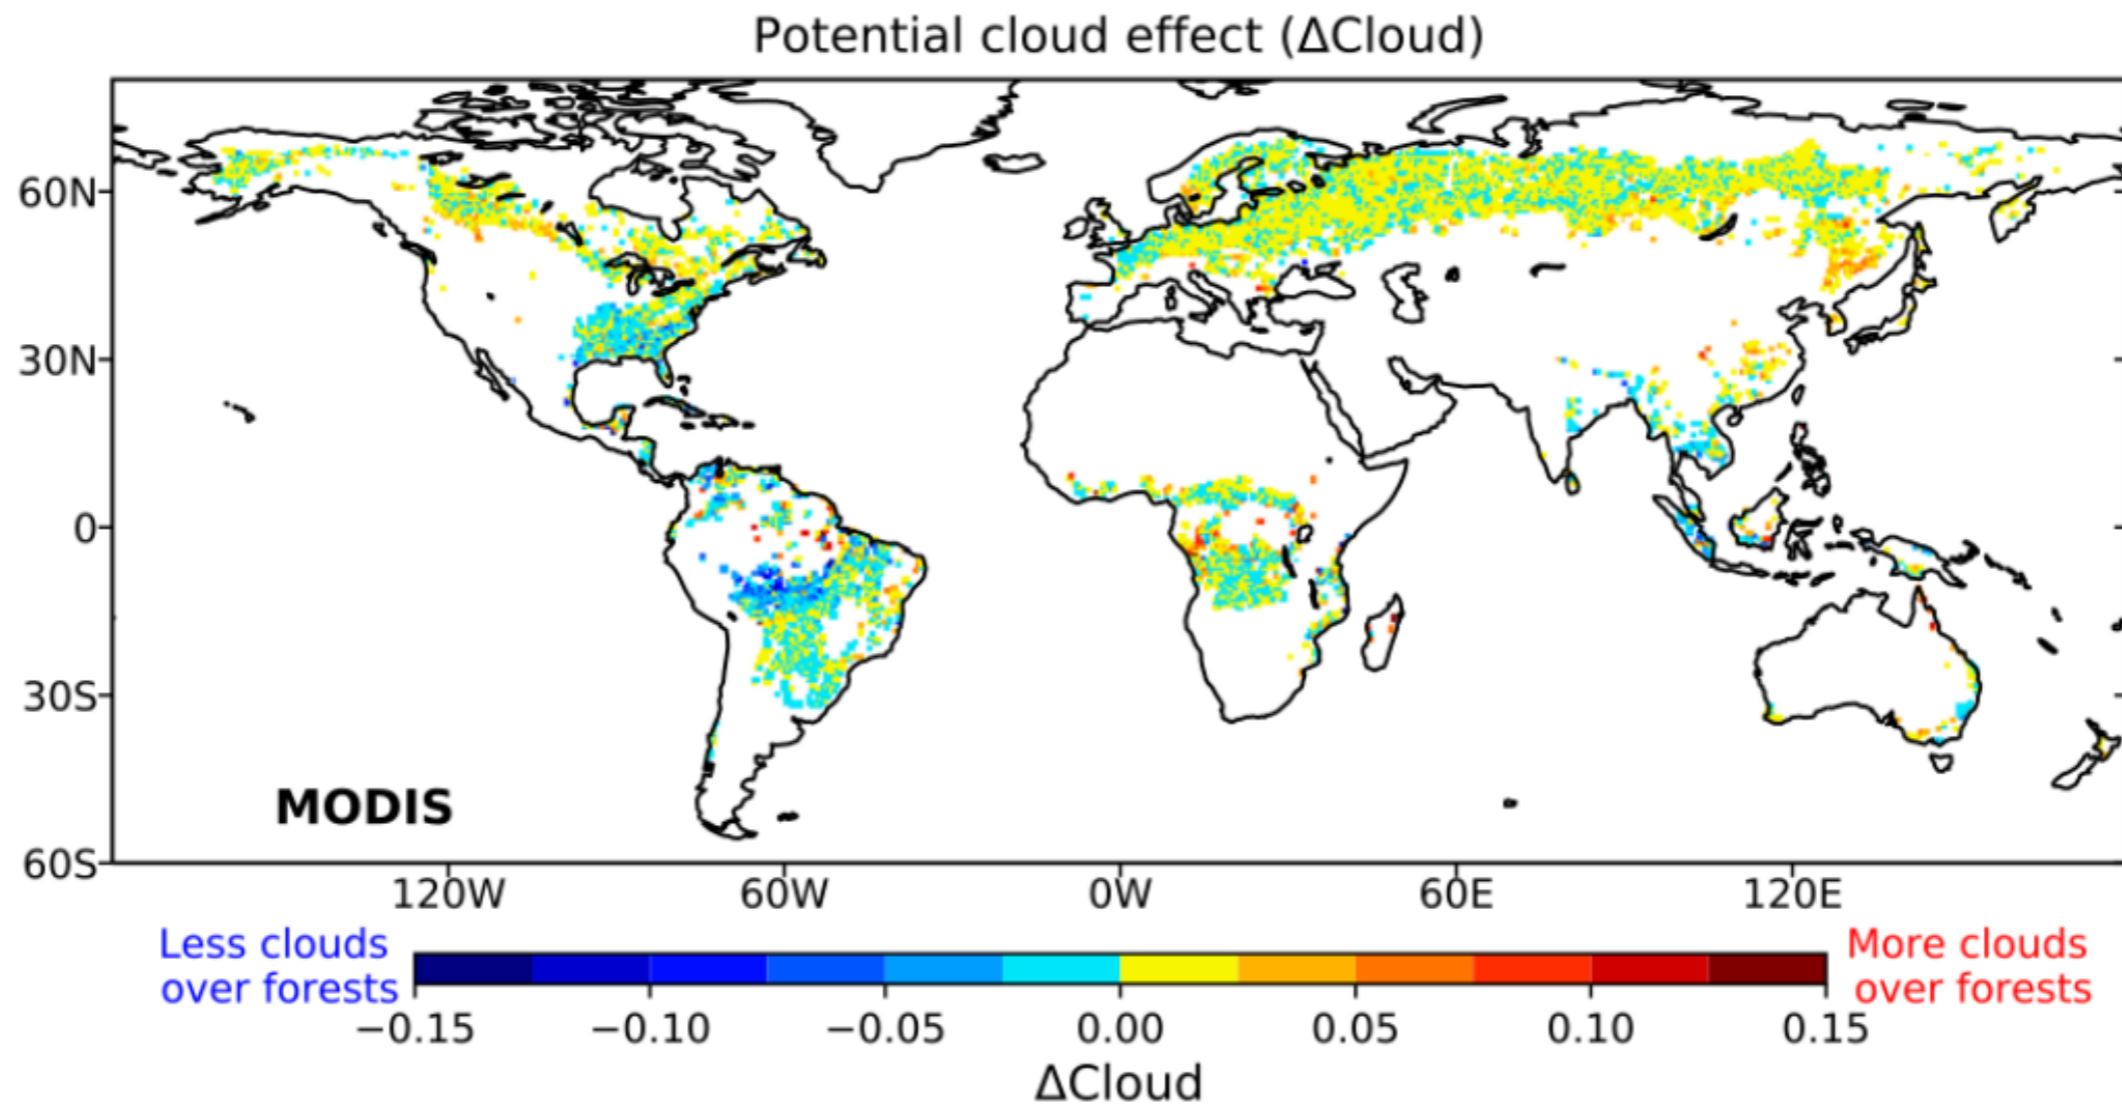 Potential cloud effect (ΔCloud)
60N
30N
0
30S
60S
MODIS
120W 60W 0W 60E 120E
Less clouds
over forests
More clouds
over forests
−0.15 −0.10 −0.05 0.00 0.05 0.10 0.15
ΔCloud